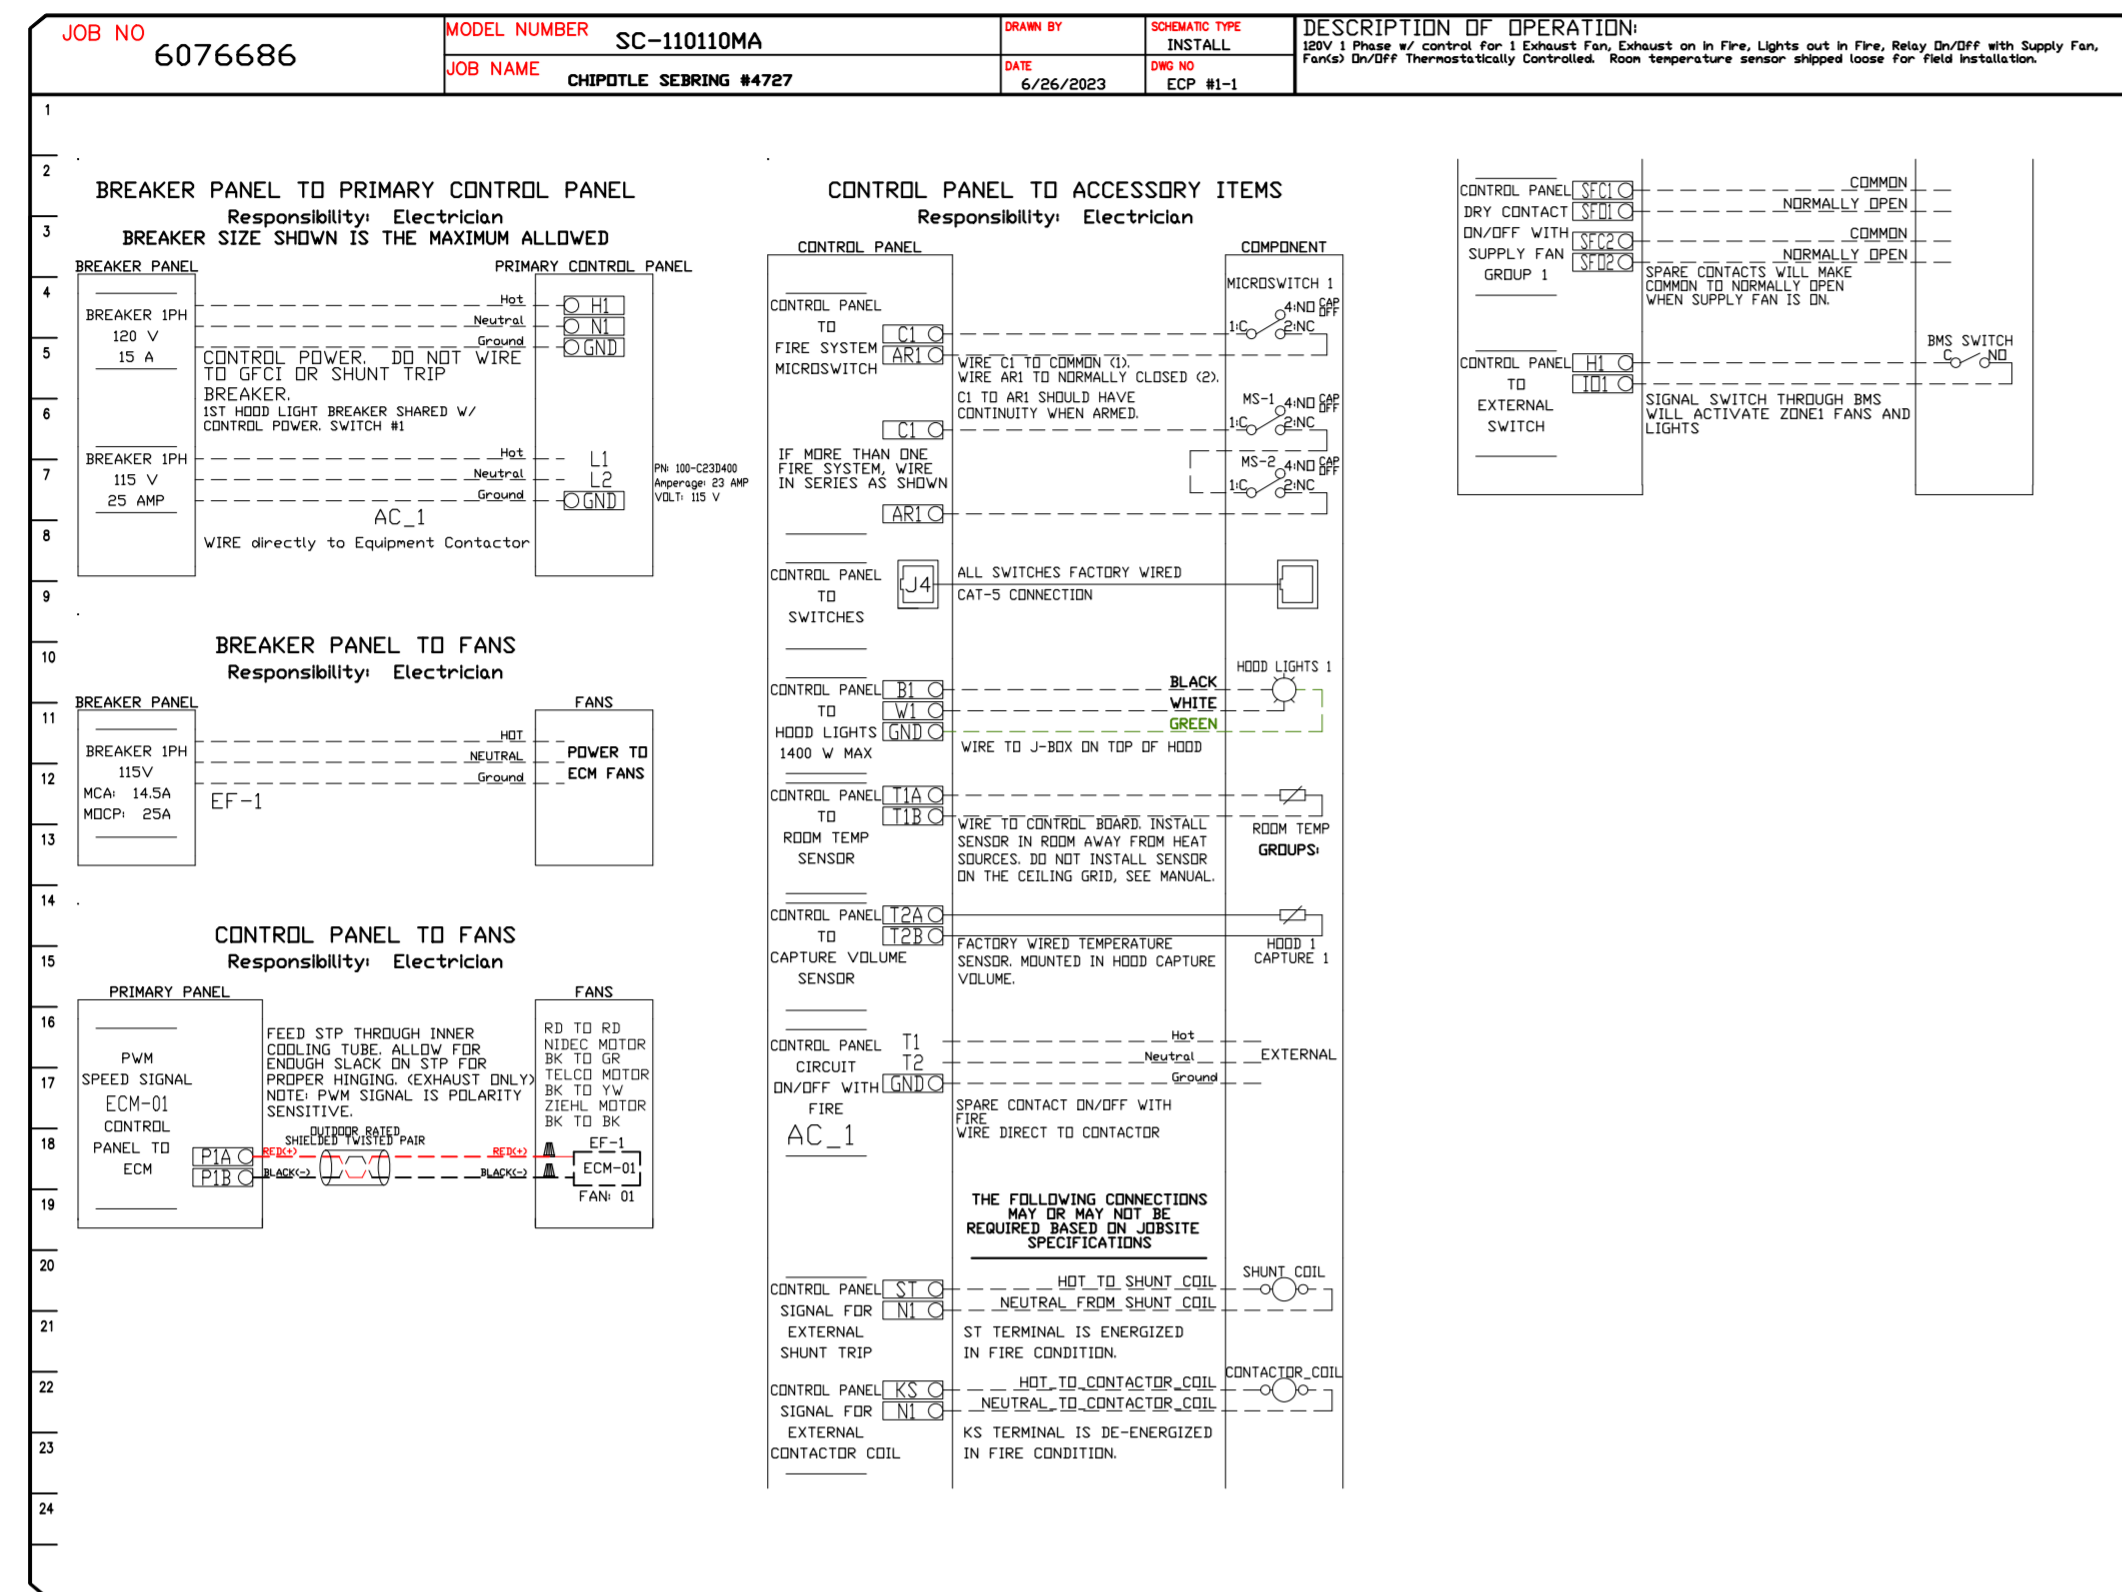 JOB NO
6076686
MODEL NUMBER
SC-110110MA
JOB NAME
CHIPOTLE SEBRING #4727
DRAWN BY
DATE
6/26/2023
SCHEMATIC TYPE
INSTALL
DWG NO
ECP #1-1
DESCRIPTION OF OPERATION:
120V 1 Phase w/ control for 1 Exhaust Fan, Exhaust on in Fire, Lights out in Fire, Relay On/Off with Supply Fan,
Fan(s) On/Off Thermostatically Controlled. Room temperature sensor shipped loose for field installation.
1
2
3
4
5
6
7
8
9
10
11
12
13
14
15
16
17
18
19
20
21
22
23
24
BREAKER PANEL TO PRIMARY CONTROL PANEL
Responsibility: Electrician
BREAKER SIZE SHOWN IS THE MAXIMUM ALLOWED
BREAKER PANEL
PRIMARY CONTROL PANEL
BREAKER 1PH
120 V
15 A
Hot
Neutral
Ground
H1
N1
GND
CONTROL POWER. DO NOT WIRE
TO GFCI OR SHUNT TRIP
BREAKER.
1ST HOOD LIGHT BREAKER SHARED W/
CONTROL POWER. SWITCH #1
BREAKER 1PH
115 V
25 AMP
Hot
Neutral
Ground
L1
L2
GND
PN: 100-C23D400
Amperage: 23 AMP
VOLT: 115 V
AC_1
WIRE directly to Equipment Contactor
BREAKER PANEL TO FANS
Responsibility: Electrician
BREAKER PANEL
FANS
BREAKER 1PH
115V
MCA: 14.5A
MOCP: 25A
HOT
NEUTRAL
Ground
EF-1
POWER TO
ECM FANS
CONTROL PANEL TO FANS
Responsibility: Electrician
PRIMARY PANEL
FANS
PWM
SPEED SIGNAL
ECM-01
CONTROL
PANEL TO
ECM
P1A
P1B
FEED STP THROUGH INNER
COOLING TUBE. ALLOW FOR
ENOUGH SLACK ON STP FOR
PROPER HINGING. (EXHAUST ONLY)
NOTE: PWM SIGNAL IS POLARITY
SENSITIVE.
OUTDOOR RATED
SHIELDED TWISTED PAIR
RED(+)
RED(+)
BLACK(-)
BLACK(-)
RD TO RD
NIDEC MOTOR
BK TO GR
TELCO MOTOR
BK TO YW
ZIEHL MOTOR
BK TO BK
EF-1
ECM-01
FAN: 01
CONTROL PANEL TO ACCESSORY ITEMS
Responsibility: Electrician
CONTROL PANEL
COMPONENT
CONTROL PANEL
TO
FIRE SYSTEM
MICROSWITCH
C1
AR1
MICROSWITCH 1
4:NO CAP OFF
1:C
2:NC
WIRE C1 TO COMMON (1).
WIRE AR1 TO NORMALLY CLOSED (2).
C1 TO AR1 SHOULD HAVE
CONTINUITY WHEN ARMED.
C1
IF MORE THAN ONE
FIRE SYSTEM, WIRE
IN SERIES AS SHOWN
AR1
MS-1
4:NO CAP OFF
1:C
2:NC
MS-2
4:NO CAP OFF
1:C
2:NC
CONTROL PANEL
TO
SWITCHES
J4
ALL SWITCHES FACTORY WIRED
CAT-5 CONNECTION
CONTROL PANEL
TO
HOOD LIGHTS
1400 W MAX
B1
W1
GND
BLACK
WHITE
GREEN
HOOD LIGHTS 1
WIRE TO J-BOX ON TOP OF HOOD
CONTROL PANEL
TO
ROOM TEMP
SENSOR
T1A
T1B
WIRE TO CONTROL BOARD. INSTALL
SENSOR IN ROOM AWAY FROM HEAT
SOURCES. DO NOT INSTALL SENSOR
ON THE CEILING GRID, SEE MANUAL.
ROOM TEMP
GROUPS:
CONTROL PANEL
TO
CAPTURE VOLUME
SENSOR
T2A
T2B
FACTORY WIRED TEMPERATURE
SENSOR. MOUNTED IN HOOD CAPTURE
VOLUME.
HOOD 1
CAPTURE 1
CONTROL PANEL
CIRCUIT
ON/OFF WITH
FIRE
AC_1
T1
T2
GND
Hot
Neutral
Ground
EXTERNAL
SPARE CONTACT ON/OFF WITH
FIRE
WIRE DIRECT TO CONTACTOR
THE FOLLOWING CONNECTIONS
MAY OR MAY NOT BE
REQUIRED BASED ON JOBSITE
SPECIFICATIONS
CONTROL PANEL
SIGNAL FOR
EXTERNAL
SHUNT TRIP
ST
N1
HOT TO SHUNT COIL
NEUTRAL FROM SHUNT COIL
SHUNT COIL
ST TERMINAL IS ENERGIZED
IN FIRE CONDITION.
CONTROL PANEL
SIGNAL FOR
EXTERNAL
CONTACTOR COIL
KS
N1
HOT TO CONTACTOR COIL
NEUTRAL TO CONTACTOR COIL
CONTACTOR COIL
KS TERMINAL IS DE-ENERGIZED
IN FIRE CONDITION.
CONTROL PANEL
DRY CONTACT
ON/OFF WITH
SUPPLY FAN
GROUP 1
SFC1
SFO1
SFC2
SFO2
COMMON
NORMALLY OPEN
COMMON
NORMALLY OPEN
SPARE CONTACTS WILL MAKE
COMMON TO NORMALLY OPEN
WHEN SUPPLY FAN IS ON.
CONTROL PANEL
TO
EXTERNAL
SWITCH
H1
IO1
BMS SWITCH
C
NO
SIGNAL SWITCH THROUGH BMS
WILL ACTIVATE ZONE1 FANS AND
LIGHTS